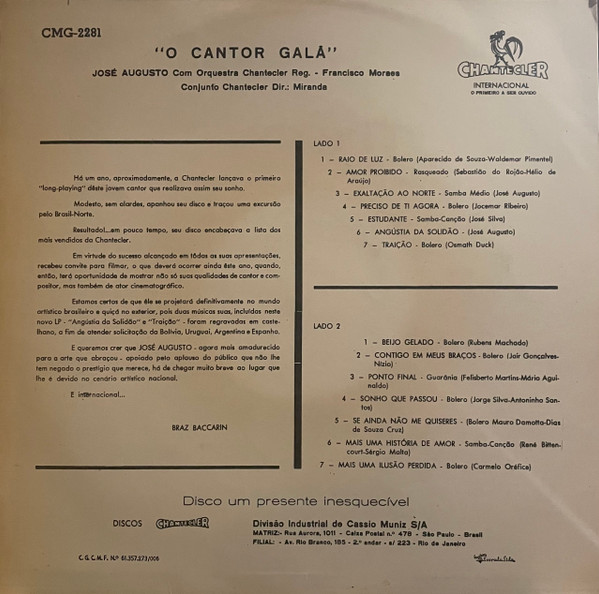 CMG-2281
"O CANTOR GALÃ"
JOSÉ AUGUSTO Com Orquestra Chantecler Reg. - Francisco Moraes
Conjunto Chantecler Dir.: Miranda
CHANTECLER
INTERNACIONAL
O PRIMEIRO A SER OUVIDO
Há um ano, aproximadamente, a Chantecler lançava o primeiro
"long-playing" dêste jovem cantor que realizava assim seu sonho.
Modesto, sem alardes, apanhou seu disco e traçou uma excursão
pelo Brasil-Norte.
Resultado!...em pouco tempo, seu disco encabeçava a lista dos
mais vendidos da Chantecler.
Em virtude do sucesso alcançado em tôdas as suas apresentações,
recebeu convite para filmar, o que deverá ocorrer ainda êste ano, quando,
então, terá oportunidade de mostrar não só suas qualidades de cantor e com-
positor, mas também de ator cinematográfico.
Estamos certos de que êle se projetará definitivamente no mundo
artístico brasileiro e quiçá no exterior, pois duas músicas suas, incluídas neste
novo LP - "Angústia da Solidão" e "Traição" - foram regravadas em caste-
lhano, a fim de atender solicitação da Bolívia, Uruguai, Argentina e Espanha.
E queremos crer que JOSÉ AUGUSTO - agora mais amadurecido
para a arte que abraçou - apoiado pelo aplauso do público que não lhe
tem negado o prestígio que merece, há de chegar muito breve ao lugar que
lhe é devido no cenário artístico nacional.
E internacional...
BRAZ BACCARIN
LADO 1
1 - RAIO DE LUZ - Bolero (Aparecida de Souza-Waldemar Pimentel)
2 - AMOR PROIBIDO - Rasqueado (Sebastião do Rojão-Hélio de
Araújo)
3 - EXALTAÇÃO AO NORTE - Samba Médio (José Augusto)
4 - PRECISO DE TI AGORA - Bolero (Jocemar Ribeiro)
5 - ESTUDANTE - Samba-Canção (José Silva)
6 - ANGÚSTIA DA SOLIDÃO - (José Augusto)
7 - TRAIÇÃO - Bolero (Osmath Duck)
LADO 2
1 - BEIJO GELADO - Bolero (Rubens Machado)
2 - CONTIGO EM MEUS BRAÇOS - Bolero (Jair Gonçalves-
Nízio)
3 - PONTO FINAL - Guarânia (Felisberto Martins-Mário Agui-
naldo)
4 - SONHO QUE PASSOU - Bolero (Jorge Silva-Antoninho San-
tos)
5 - SE AINDA NÃO ME QUISERES - (Bolero Mauro Damotta-Dias
de Souza Cruz)
6 - MAIS UMA HISTÓRIA DE AMOR - Samba-Canção (René Bitten-
court-Sérgio Malta)
7 - MAIS UMA ILUSÃO PERDIDA - Bolero (Carmelo Oréfice)
Disco um presente inesquecível
DISCOS CHANTECLER
Divisão Industrial de Cassio Muniz S/A
MATRIZ:- Rua Aurora, 1011 - Caixa Postal n.º 478 - São Paulo - Brasil
FILIAL: - Av. Rio Branco, 185 - 2.º andar - s/ 223 - Rio de Janeiro
C. G. C. M. F. N.º 61.357.273/006